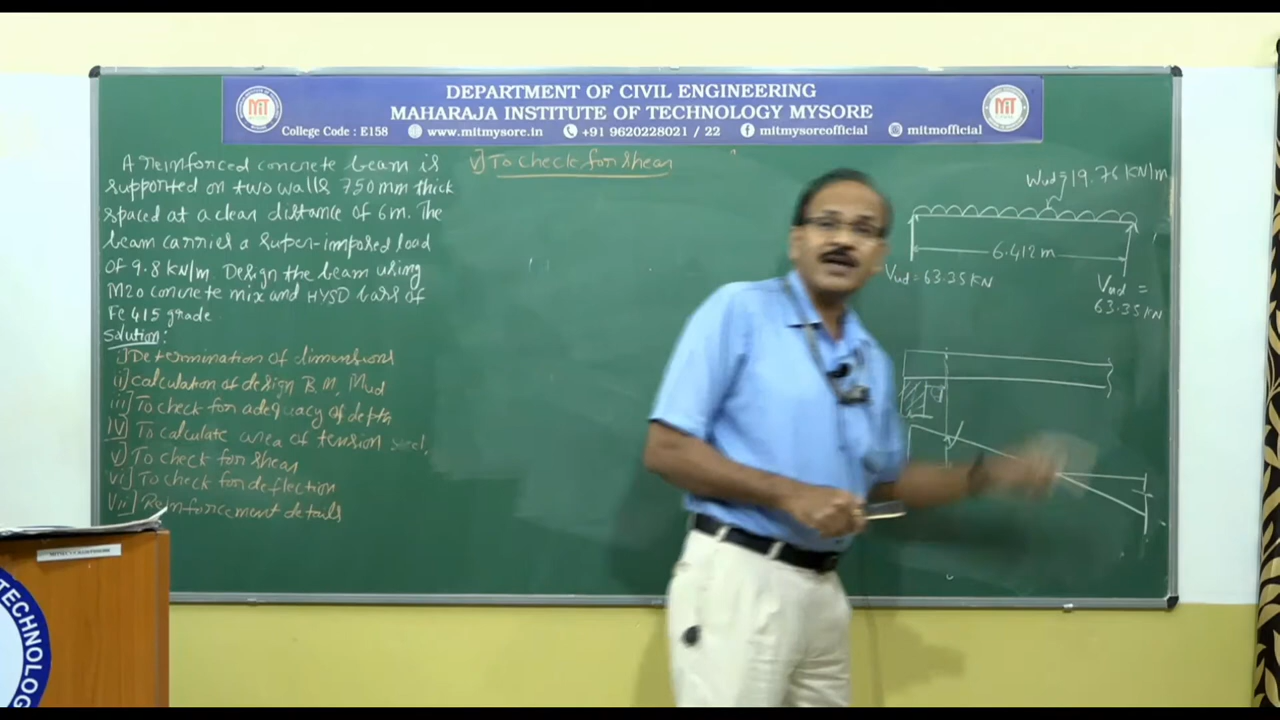 DEPARTMENT OF CIVIL ENGINEERING
MAHARAJA INSTITUTE OF TECHNOLOGY MYSORE
College Code : E158 www.mitmysore.in +91 9620228021 / 22 mitmysoreofficial mitmofficial
MIT
MIT
A reinforced concrete beam is
supported on two walls 750mm thick
spaced at a clear distance of 6m. The
beam carries a super-imposed load
of 9.8 kN/m. Design the beam using
M20 concrete mix and HYSD bars of
Fe 415 grade.
Solution:
i) Determination of dimensions
ii) Calculation of design B.M, Mud
iii) To check for adequacy of depth
iv) To calculate area of tension steel.
v) To check for shear
vi) To check for deflection
vii) Reinforcement details
v) To check for shear
Wud = 19.76 kN/m
6.412 m
Vud = 63.35 KN
Vud =
63.35 KN
d
TECHNOLOG